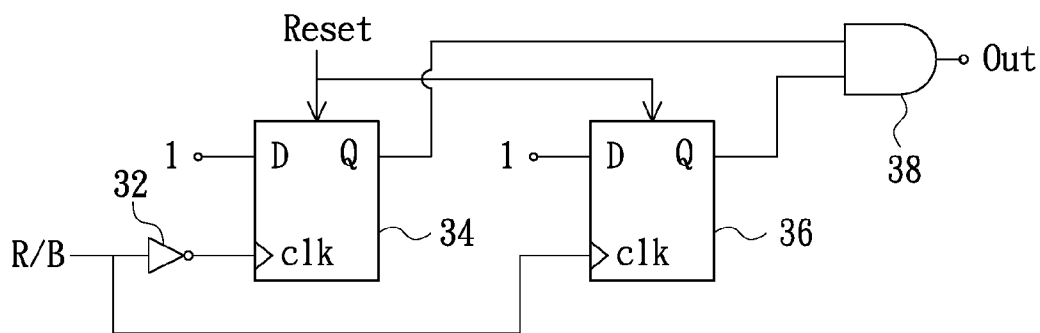 Reset
Out
38
1 D Q
1 D Q
32
34
36
R/B
clk
clk